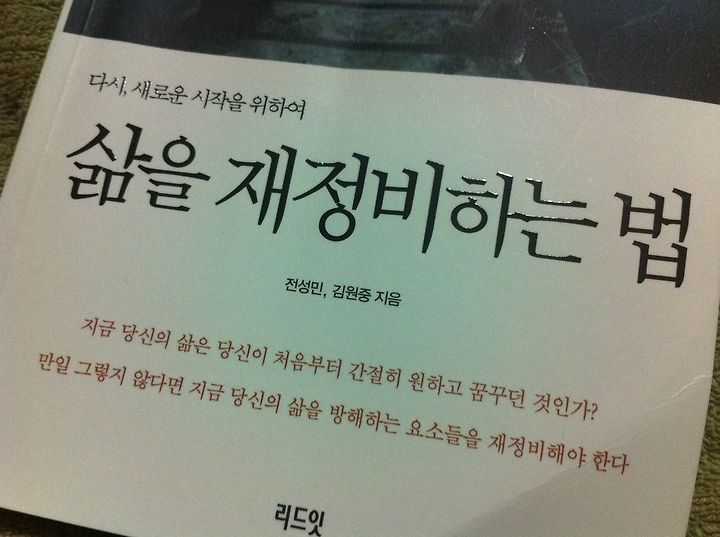 다시, 새로운 시작을 위하여
삶을 재정비하는 법
전성민, 김원중 지음
지금 당신의 삶은 당신이 처음부터 간절히 원하고 꿈꾸던 것인가?
만일 그렇지 않다면 지금 당신의 삶을 방해하는 요소들을 재정비해야 한다
리드잇